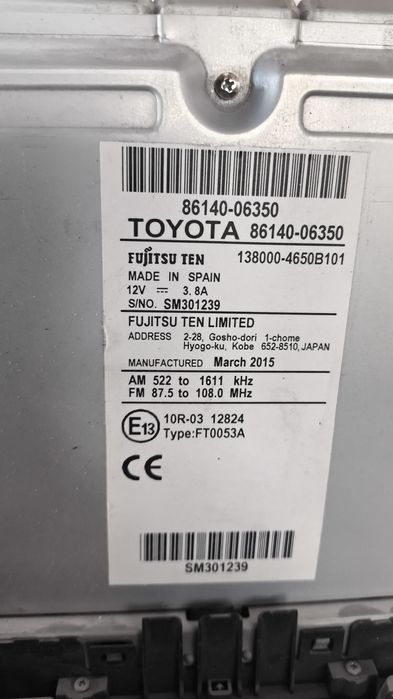 86140-06350
TOYOTA 86140-06350
FUJITSU TEN 138000-4650B101
MADE IN SPAIN
12V ⎓ 3.8A
S/NO. SM301239
FUJITSU TEN LIMITED
ADDRESS 2-28, Gosho-dori 1-chome
Hyogo-ku, Kobe 652-8510, JAPAN
MANUFACTURED March 2015
AM 522 to 1611 kHz
FM 87.5 to 108.0 MHz
E13 10R-03 12824
Type:FT0053A
CE
SM301239